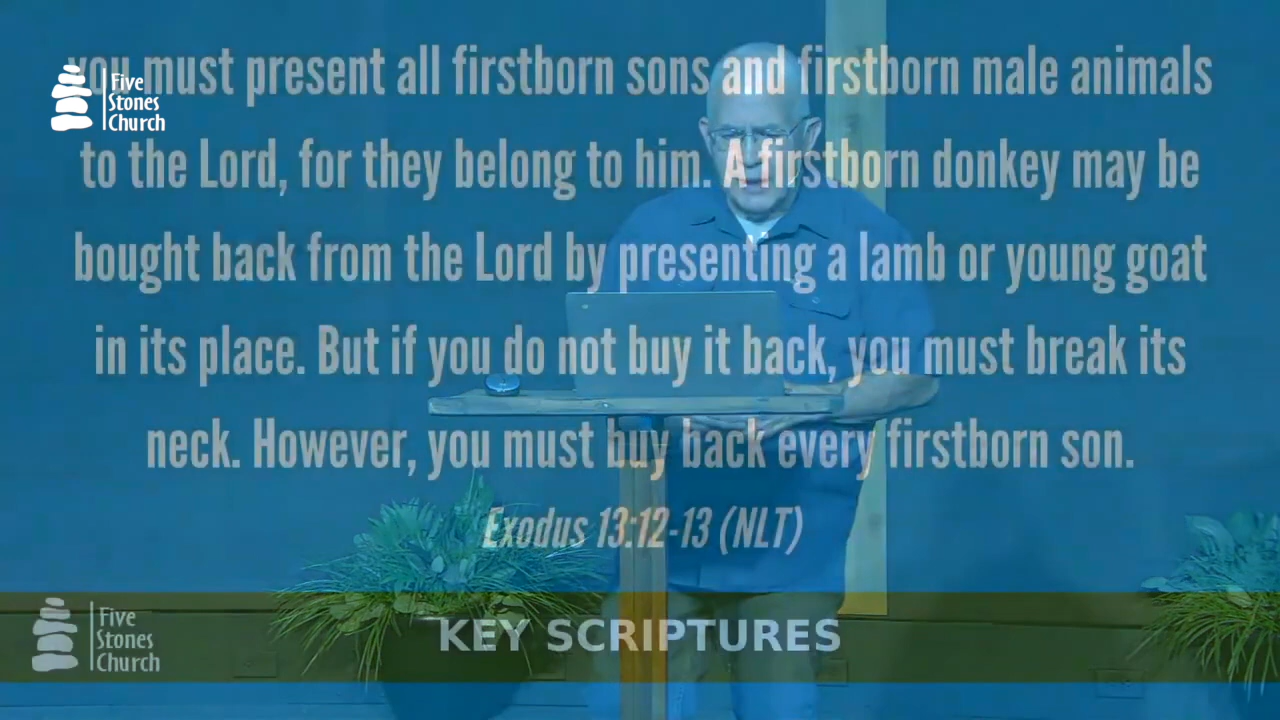 you must present all firstborn sons and firstborn male animals
to the Lord, for they belong to him. A firstborn donkey may be
bought back from the Lord by presenting a lamb or young goat
in its place. But if you do not buy it back, you must break its
neck. However, you must buy back every firstborn son.
Exodus 13:12-13 (NLT)
Five
Stones
Church
KEY SCRIPTURES
Five
Stones
Church